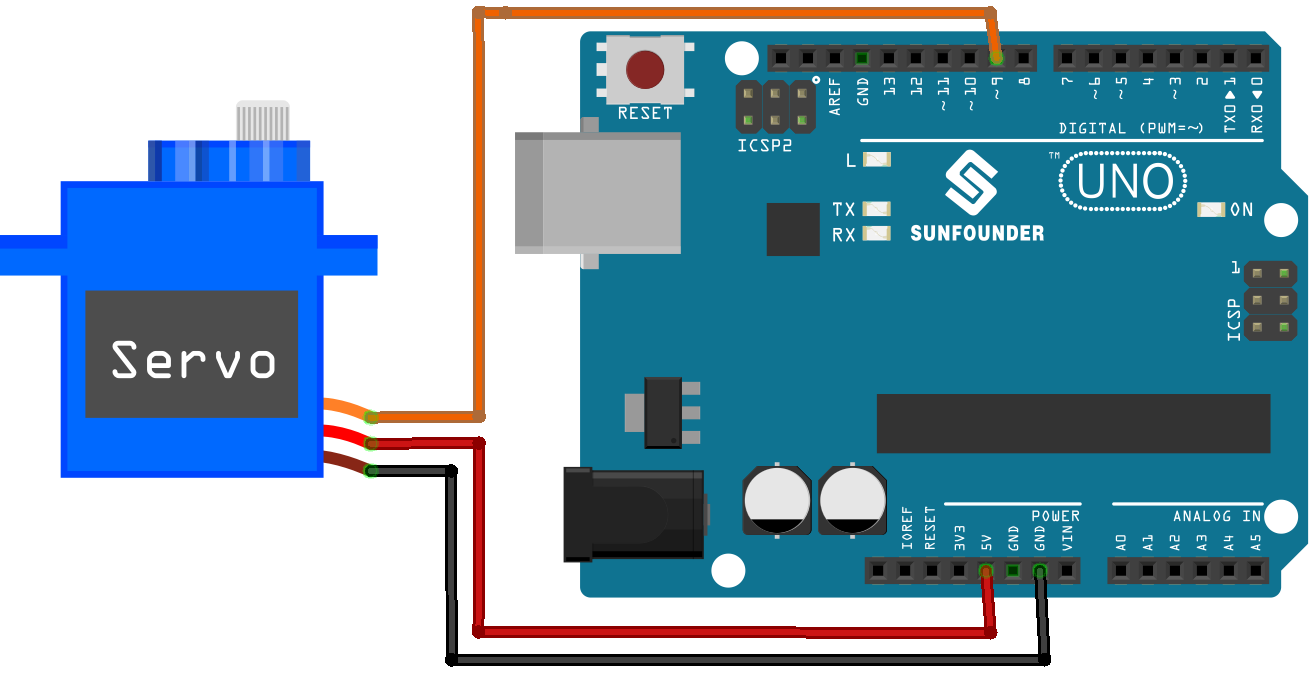 RESET
ICSP2
AREF
GND
13
12
~11
~10
~9
8
7
~6
~5
4
~3
2
TX0▶1
RX0◀0
DIGITAL (PWM=~)
L
TX
RX
SUNFOUNDER
TM
UNO
ON
1
ICSP
Servo
POWER
ANALOG IN
IOREF
RESET
3V3
5V
GND
GND
VIN
A0
A1
A2
A3
A4
A5